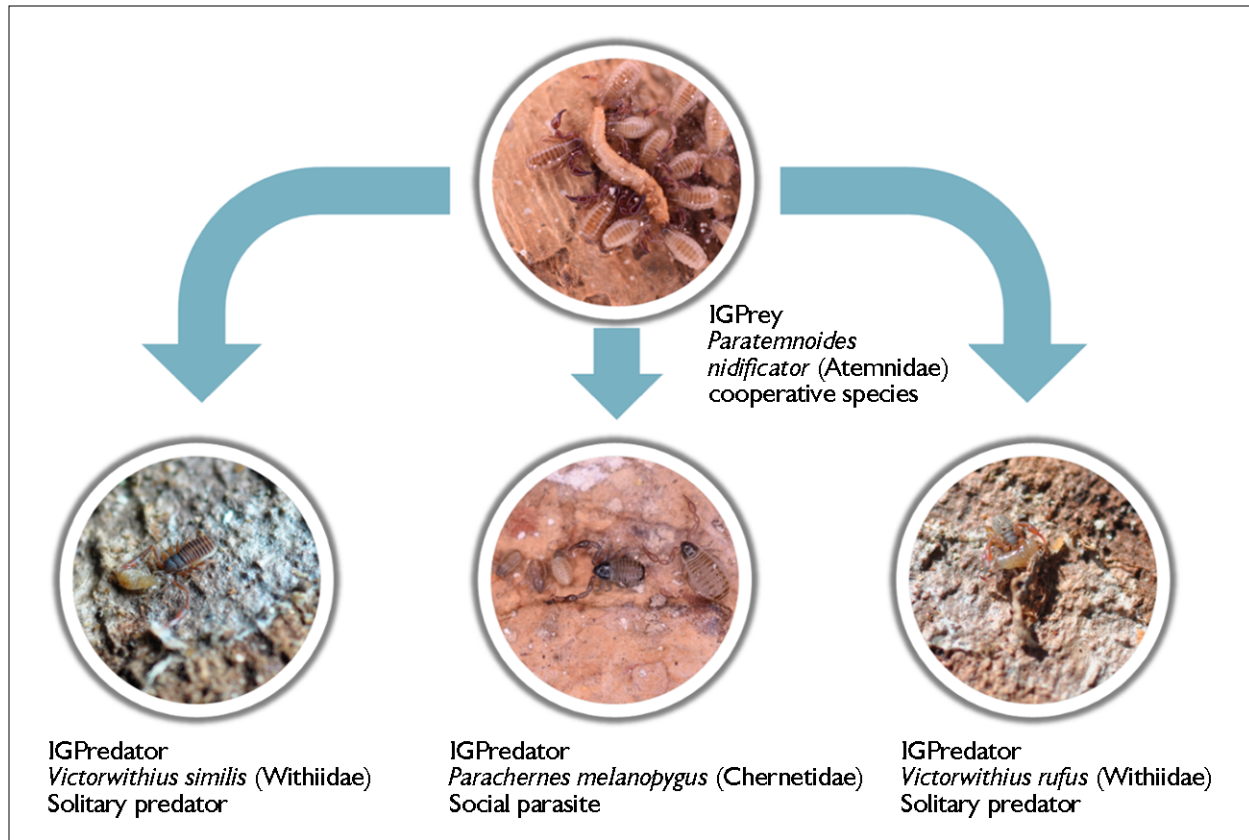 IGPrey
Paratemnoides
nidificator (Atemnidae)
cooperative species
IGPredator
Victorwithius similis (Withiidae)
Solitary predator
IGPredator
Parachernes melanopygus (Chernetidae)
Social parasite
IGPredator
Victorwithius rufus (Withiidae)
Solitary predator